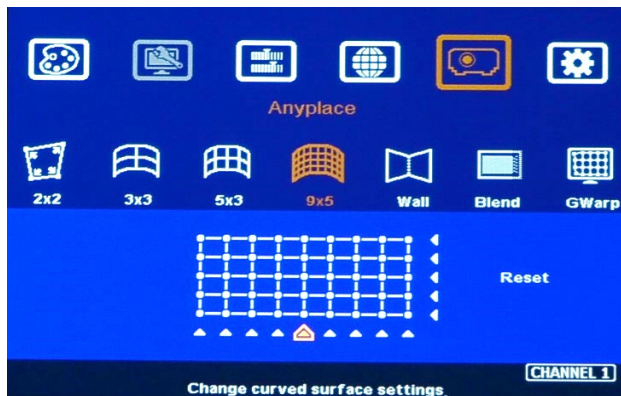 Anyplace
2x2 3x3 5x3 9x5 Wall Blend GWarp
Reset
CHANNEL 1
Change curved surface settings